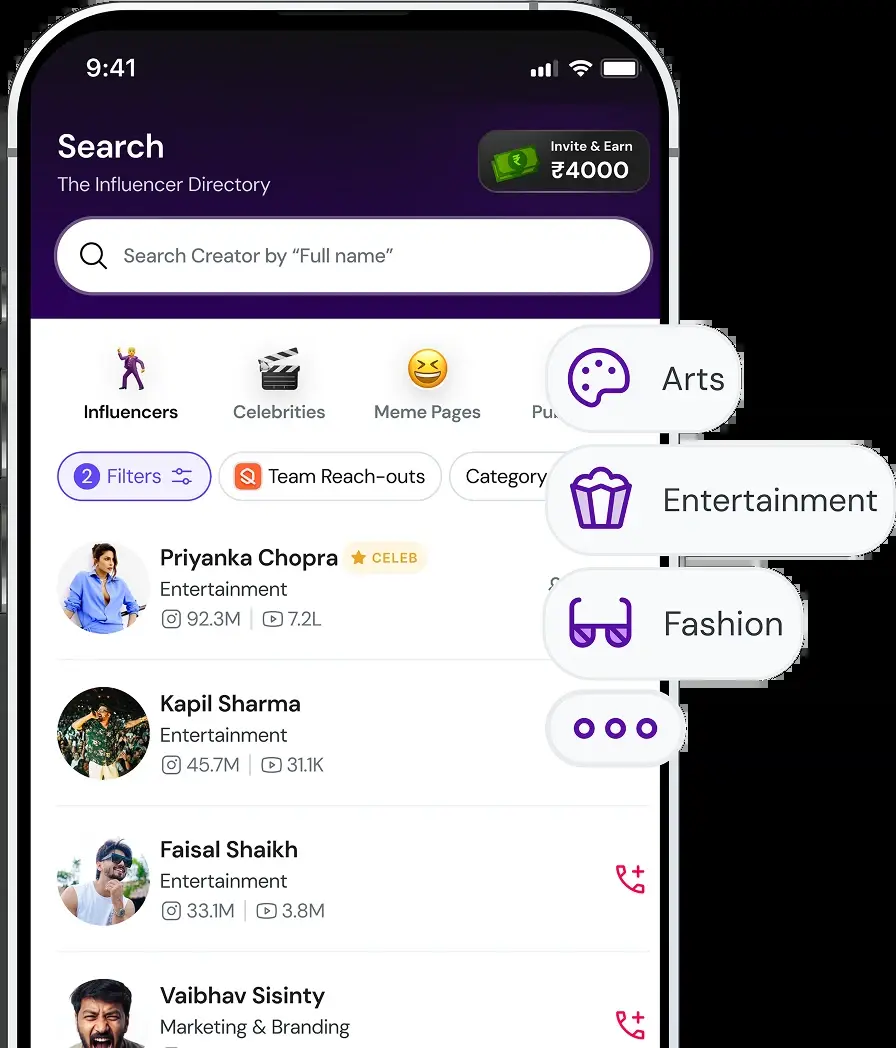 9:41
Search
The Influencer Directory
Invite & Earn
₹4000
Search Creator by “Full name”
Influencers
Celebrities
Meme Pages
Arts
2 Filters
Team Reach-outs
Category
Entertainment
Priyanka Chopra
CELEB
Entertainment
92.3M
7.2L
Fashion
Kapil Sharma
Entertainment
45.7M
31.1K
Faisal Shaikh
Entertainment
33.1M
3.8M
Vaibhav Sisinty
Marketing & Branding